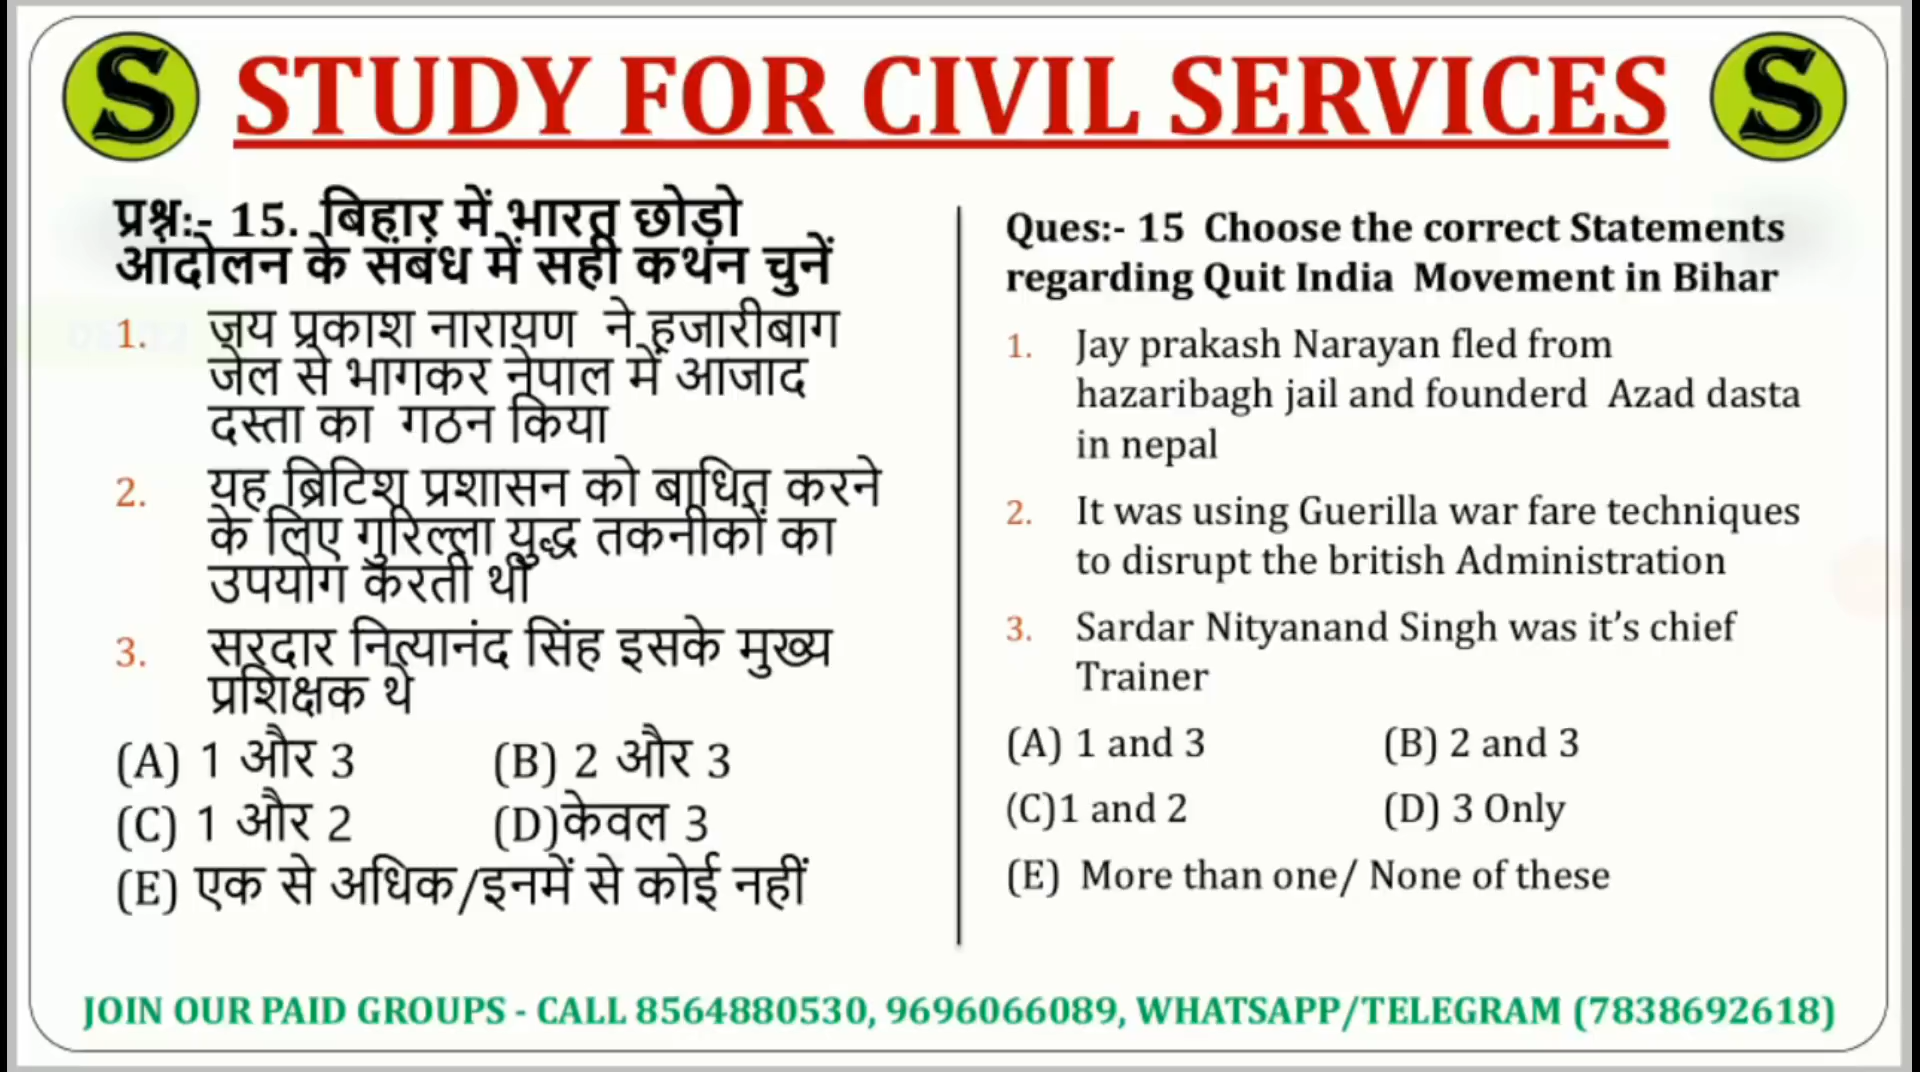 S STUDY FOR CIVIL SERVICES S
प्रश्न:- 15. बिहार में भारत छोड़ो
आंदोलन के संबंध में सही कथन चुनें
1. जय प्रकाश नारायण ने हजारीबाग
जेल से भागकर नेपाल में आजाद
दस्ता का गठन किया
2. यह ब्रिटिश प्रशासन को बाधित करने
के लिए गुरिल्ला युद्ध तकनीकों का
उपयोग करती थी
3. सरदार नित्यानंद सिंह इसके मुख्य
प्रशिक्षक थे
(A) 1 और 3 (B) 2 और 3
(C) 1 और 2 (D)केवल 3
(E) एक से अधिक/इनमें से कोई नहीं
Ques:- 15 Choose the correct Statements
regarding Quit India Movement in Bihar
1. Jay prakash Narayan fled from
hazaribagh jail and founderd Azad dasta
in nepal
2. It was using Guerilla war fare techniques
to disrupt the british Administration
3. Sardar Nityanand Singh was it's chief
Trainer
(A) 1 and 3 (B) 2 and 3
(C)1 and 2 (D) 3 Only
(E) More than one/ None of these
JOIN OUR PAID GROUPS - CALL 8564880530, 9696066089, WHATSAPP/TELEGRAM (7838692618)